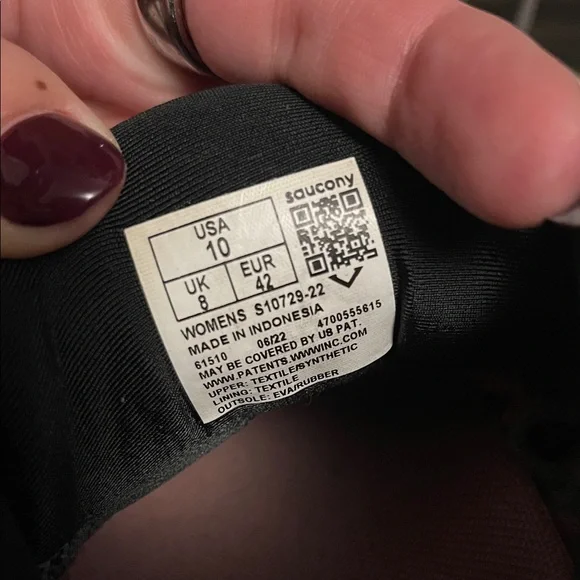 saucony
USA
10
UK
8
EUR
42
WOMENS S10729-22
MADE IN INDONESIA
61510 06/22 4700555615
MAY BE COVERED BY US PAT.
WWW.PATENTS.WWWINC.COM
UPPER: TEXTILE/SYNTHETIC
LINING: TEXTILE
OUTSOLE: EVA/RUBBER